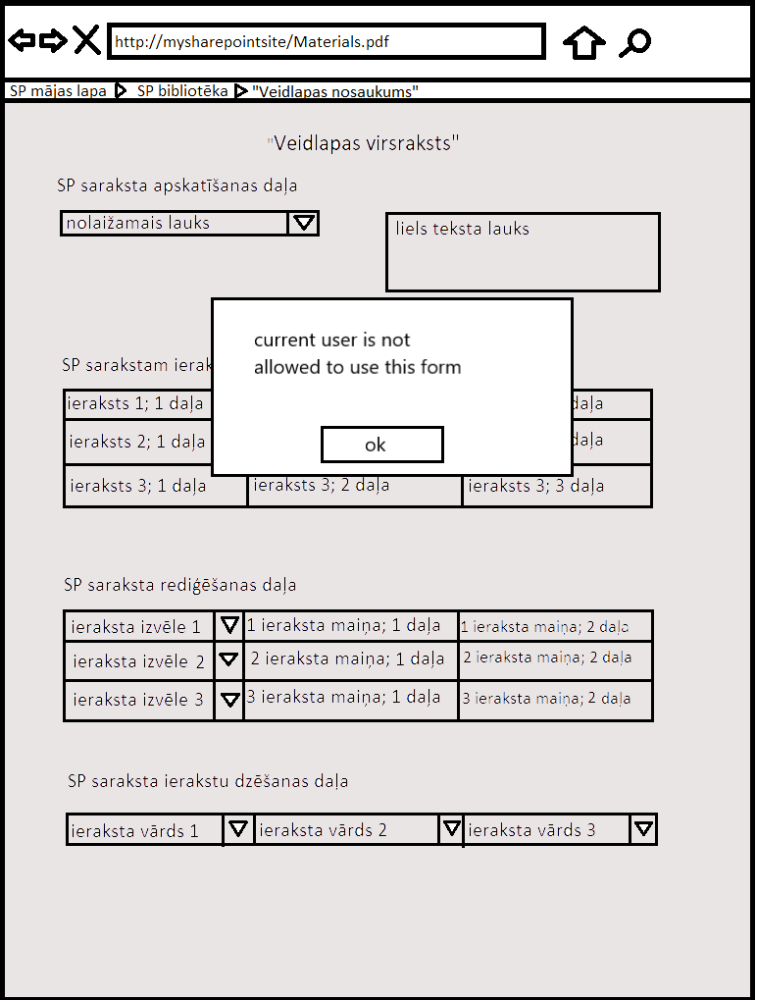 http://mysharepointsite/Materials.pdf
SP mājas lapa SP bibliotēka "Veidlapas nosaukums"
"Veidlapas virsraksts"
SP saraksta apskatīšanas daļa
nolaižamais lauks
liels teksta lauks
current user is not
allowed to use this form
ok
SP sarakstam ierak
ieraksts 1; 1 daļa daļa
ieraksts 2; 1 daļa daļa
ieraksts 3; 1 daļa ieraksts 3; 2 daļa ieraksts 3; 3 daļa
SP saraksta rediģēšanas daļa
ieraksta izvēle 1 1 ieraksta maiņa; 1 daļa 1 ieraksta maiņa; 2 daļa
ieraksta izvēle 2 2 ieraksta maiņa; 1 daļa 2 ieraksta maiņa; 2 daļa
ieraksta izvēle 3 3 ieraksta maiņa; 1 daļa 3 ieraksta maiņa; 2 daļa
SP saraksta ierakstu dzēšanas daļa
ieraksta vārds 1 ieraksta vārds 2 ieraksta vārds 3